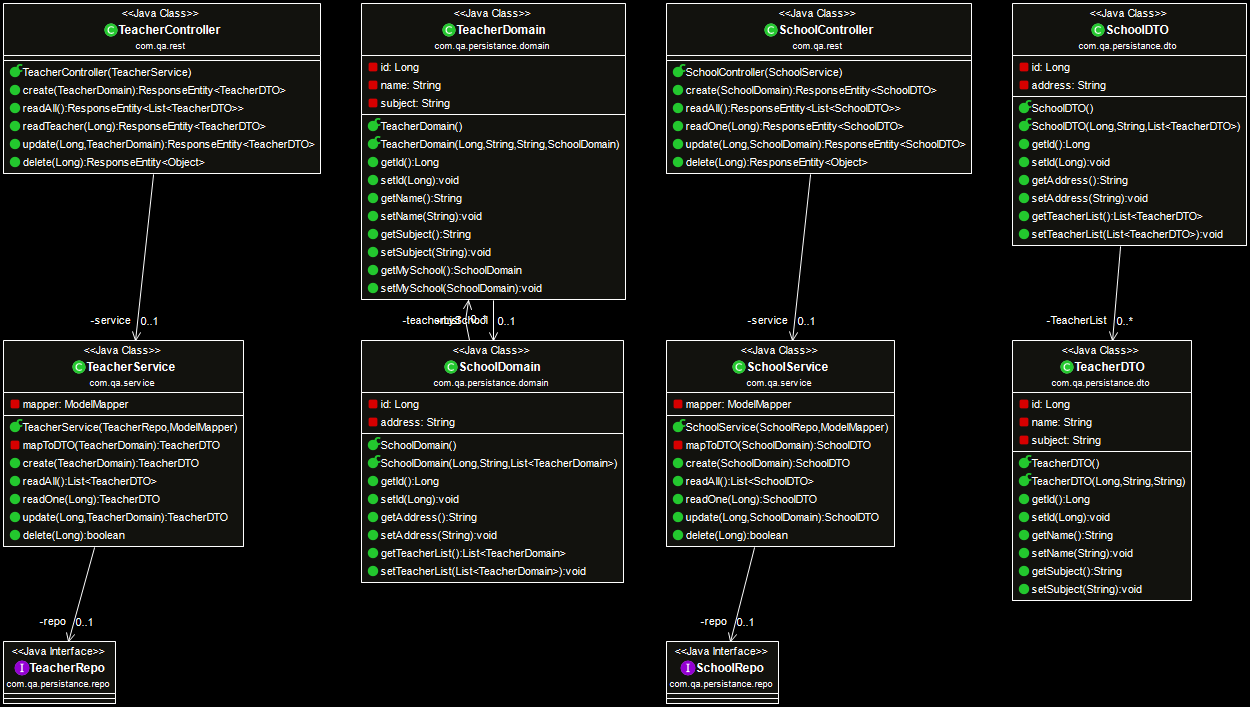 <<Java Class>>
TeacherController
com.qa.rest
TeacherController(TeacherService)
create(TeacherDomain):ResponseEntity<TeacherDTO>
readAll():ResponseEntity<List<TeacherDTO>>
readTeacher(Long):ResponseEntity<TeacherDTO>
update(Long,TeacherDomain):ResponseEntity<TeacherDTO>
delete(Long):ResponseEntity<Object>
-service 0..1
<<Java Class>>
TeacherService
com.qa.service
mapper: ModelMapper
TeacherService(TeacherRepo,ModelMapper)
mapToDTO(TeacherDomain):TeacherDTO
create(TeacherDomain):TeacherDTO
readAll():List<TeacherDTO>
readOne(Long):TeacherDTO
update(Long,TeacherDomain):TeacherDTO
delete(Long):boolean
-repo 0..1
<<Java Interface>>
TeacherRepo
com.qa.persistance.repo
<<Java Class>>
TeacherDomain
com.qa.persistance.domain
id: Long
name: String
subject: String
TeacherDomain()
TeacherDomain(Long,String,String,SchoolDomain)
getId():Long
setId(Long):void
getName():String
setName(String):void
getSubject():String
setSubject(String):void
getMySchool():SchoolDomain
setMySchool(SchoolDomain):void
0..1
<<Java Class>>
SchoolDomain
com.qa.persistance.domain
id: Long
address: String
SchoolDomain()
SchoolDomain(Long,String,List<TeacherDomain>)
getId():Long
setId(Long):void
getAddress():String
setAddress(String):void
getTeacherList():List<TeacherDomain>
setTeacherList(List<TeacherDomain>):void
<<Java Class>>
SchoolController
com.qa.rest
SchoolController(SchoolService)
create(SchoolDomain):ResponseEntity<SchoolDTO>
readAll():ResponseEntity<List<SchoolDTO>>
readOne(Long):ResponseEntity<SchoolDTO>
update(Long,SchoolDomain):ResponseEntity<SchoolDTO>
delete(Long):ResponseEntity<Object>
-service 0..1
<<Java Class>>
SchoolService
com.qa.service
mapper: ModelMapper
SchoolService(SchoolRepo,ModelMapper)
mapToDTO(SchoolDomain):SchoolDTO
create(SchoolDomain):SchoolDTO
readAll():List<SchoolDTO>
readOne(Long):SchoolDTO
update(Long,SchoolDomain):SchoolDTO
delete(Long):boolean
-repo 0..1
<<Java Interface>>
SchoolRepo
com.qa.persistance.repo
<<Java Class>>
SchoolDTO
com.qa.persistance.dto
id: Long
address: String
SchoolDTO()
SchoolDTO(Long,String,List<TeacherDTO>)
getId():Long
setId(Long):void
getAddress():String
setAddress(String):void
getTeacherList():List<TeacherDTO>
setTeacherList(List<TeacherDTO>):void
-TeacherList 0..*
<<Java Class>>
TeacherDTO
com.qa.persistance.dto
id: Long
name: String
subject: String
TeacherDTO()
TeacherDTO(Long,String,String)
getId():Long
setId(Long):void
getName():String
setName(String):void
getSubject():String
setSubject(String):void